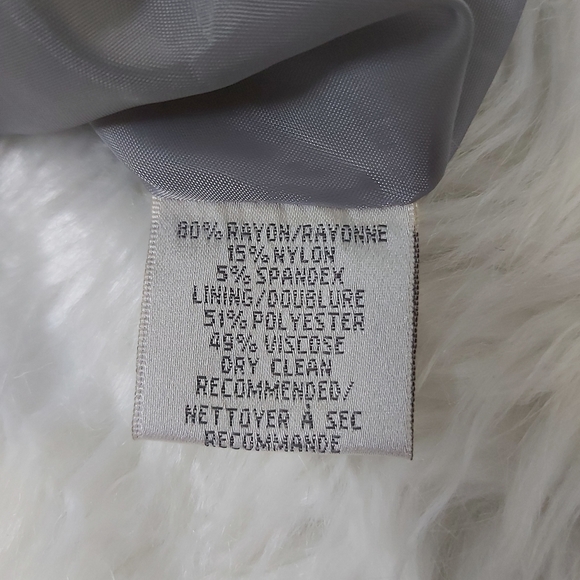 80% RAYON/RAYONNE
15% NYLON
5% SPANDEX
LINING/DOUBLURE
51% POLYESTER
49% VISCOSE
DRY CLEAN
RECOMMENDED/
NETTOYER À SEC
RECOMMANDE